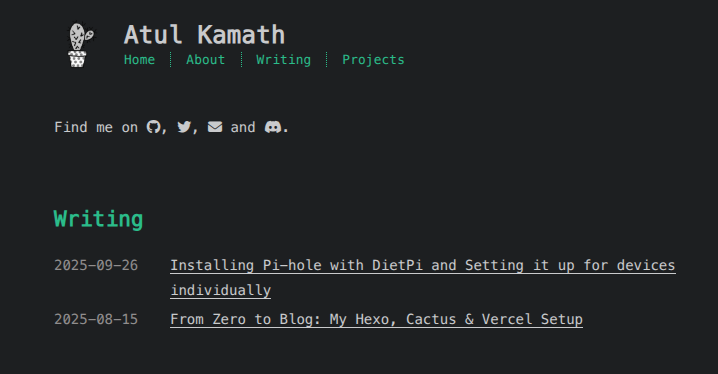 Atul Kamath
Home About Writing Projects
Find me on , , and .
Writing
2025-09-26 Installing Pi-hole with DietPi and Setting it up for devices
individually
2025-08-15 From Zero to Blog: My Hexo, Cactus & Vercel Setup